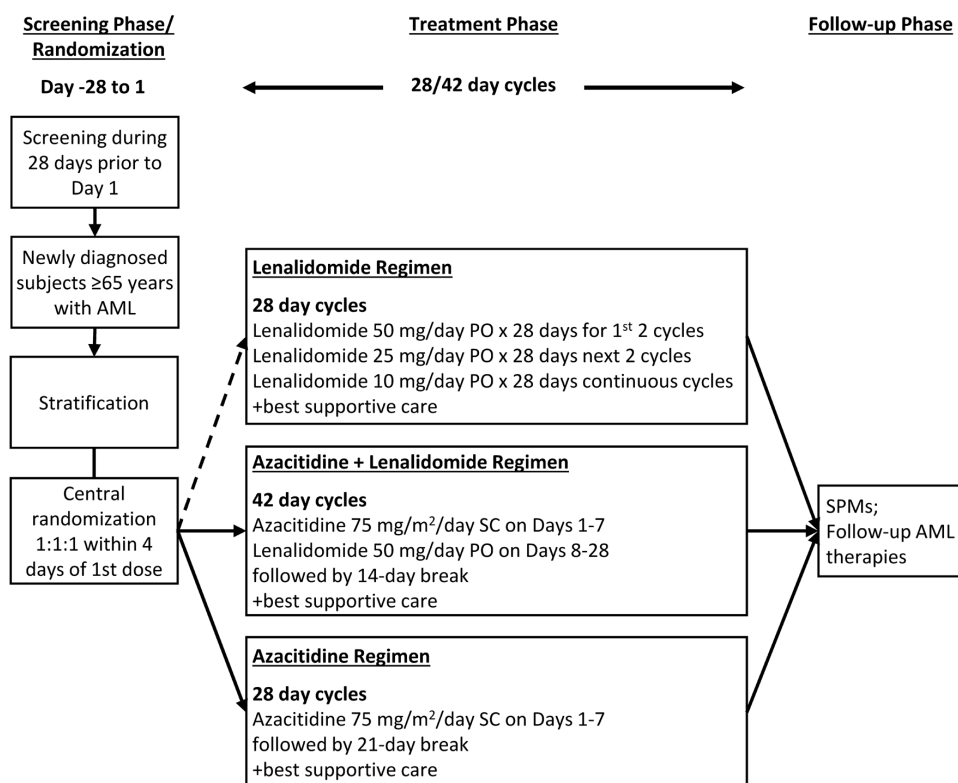 Screening Phase/
Randomization
Day -28 to 1
Screening during
28 days prior to
Day 1
Newly diagnosed
subjects ≥65 years
with AML
Stratification
Central
randomization
1:1:1 within 4
days of 1st dose
Treatment Phase
28/42 day cycles
Lenalidomide Regimen
28 day cycles
Lenalidomide 50 mg/day PO x 28 days for 1st 2 cycles
Lenalidomide 25 mg/day PO x 28 days next 2 cycles
Lenalidomide 10 mg/day PO x 28 days continuous cycles
+best supportive care
Azacitidine + Lenalidomide Regimen
42 day cycles
Azacitidine 75 mg/m²/day SC on Days 1-7
Lenalidomide 50 mg/day PO on Days 8-28
followed by 14-day break
+best supportive care
Azacitidine Regimen
28 day cycles
Azacitidine 75 mg/m²/day SC on Days 1-7
followed by 21-day break
+best supportive care
Follow-up Phase
SPMs;
Follow-up AML
therapies